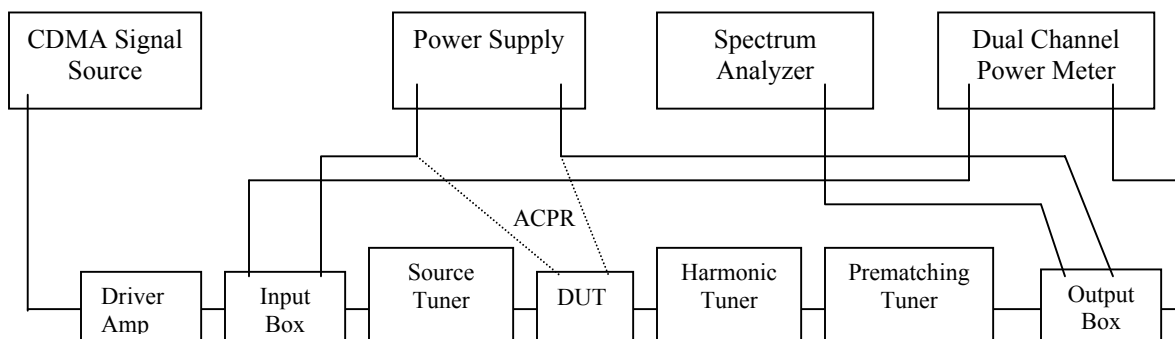 CDMA Signal
Source
Power Supply
Spectrum
Analyzer
Dual Channel
Power Meter
ACPR
Driver
Amp
Input
Box
Source
Tuner
DUT
Harmonic
Tuner
Prematching
Tuner
Output
Box